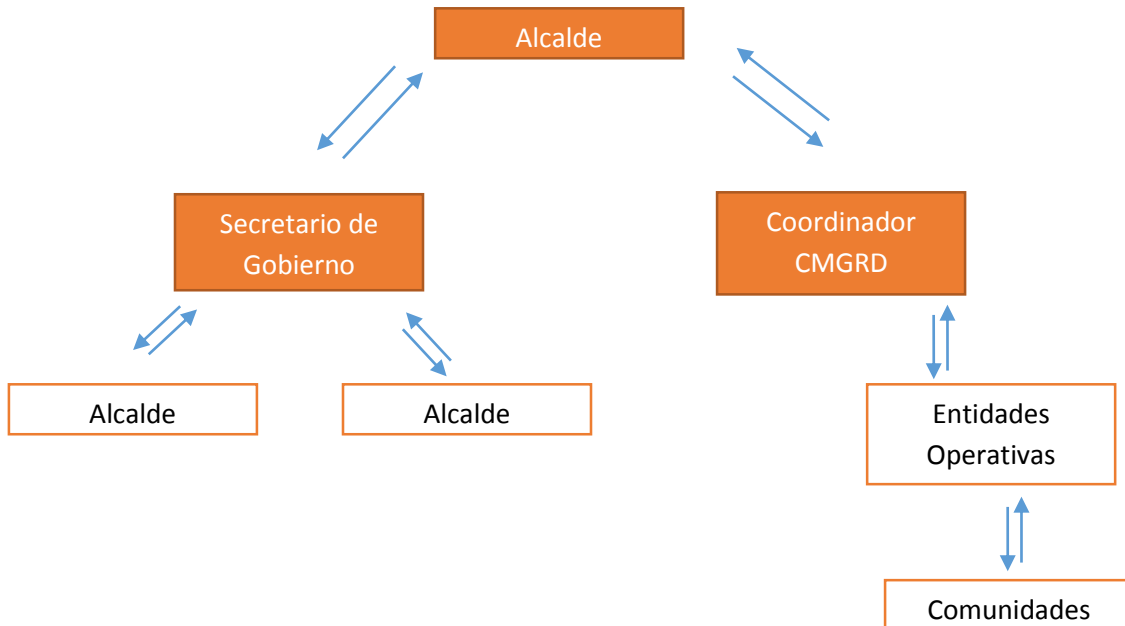 Alcalde
Secretario de
Gobierno
Coordinador
CMGRD
Alcalde
Alcalde
Entidades
Operativas
Comunidades